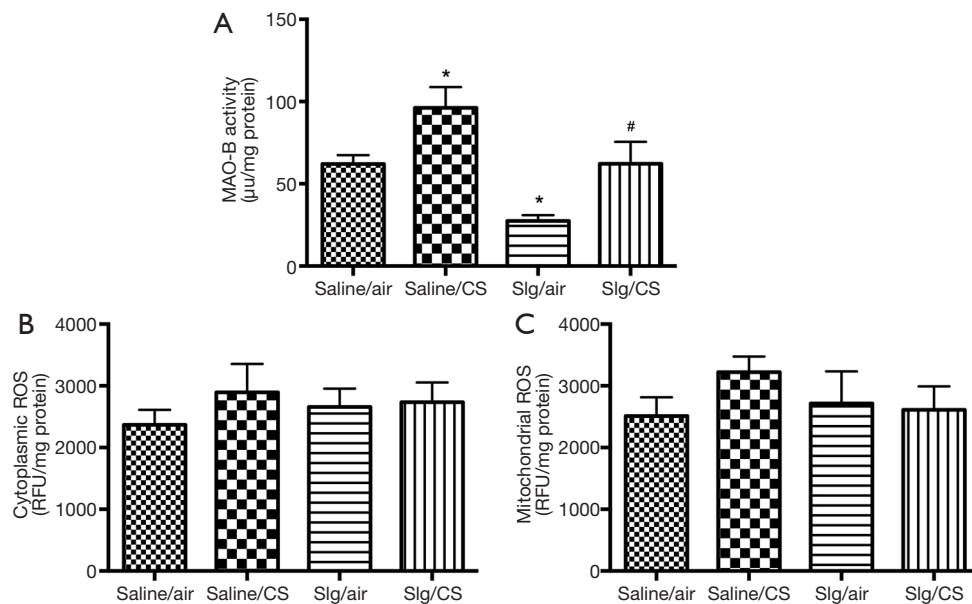 A
MAO-B activity
(µu/mg protein)
150
100
50
0
*
*
#
Saline/air Saline/CS Slg/air Slg/CS
B
Cytoplasmic ROS
(RFU/mg protein)
4000
3000
2000
1000
0
Saline/air Saline/CS Slg/air Slg/CS
C
Mitochondrial ROS
(RFU/mg protein)
4000
3000
2000
1000
0
Saline/air Saline/CS Slg/air Slg/CS